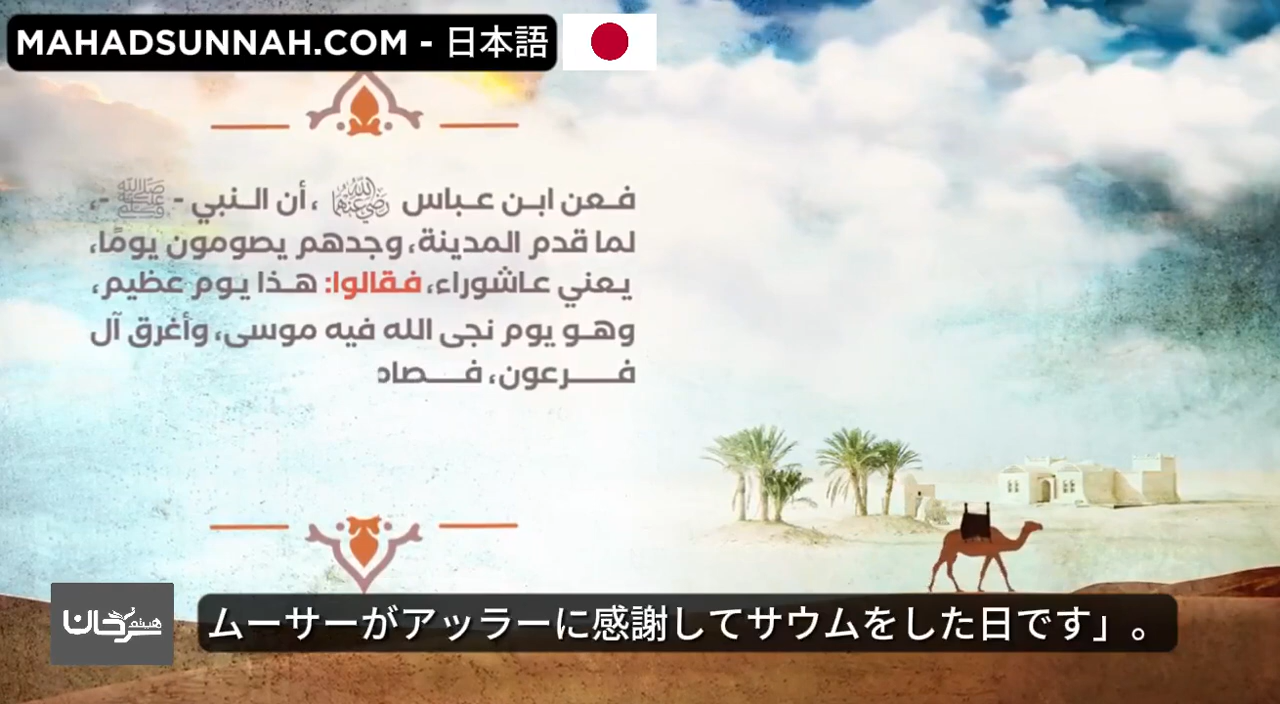 MAHADSUNNAH.COM - 日本語
فعن ابن عباس رضي الله عنهما، أن النبي - ﷺ -،
لما قدم المدينة، وجدهم يصومون يومًا،
يعني عاشوراء، فقالوا: هذا يوم عظيم،
وهو يوم نجى الله فيه موسى، وأغرق آل
فرعون، فصام
ムーサーがアッラーに感謝してサウムをした日です」。
هيثم سرحان